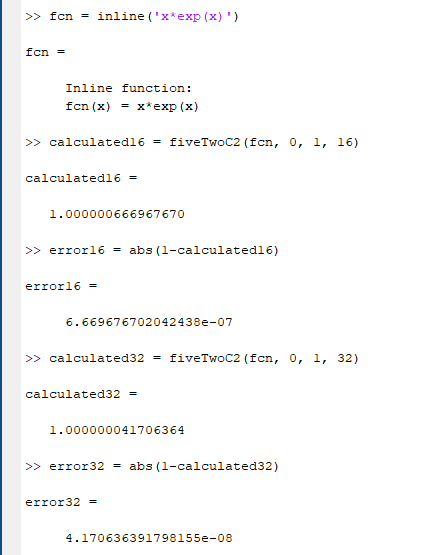 >> fcn = inline('x*exp(x)')
fcn =
Inline function:
fcn(x) = x*exp(x)
>> calculated16 = fiveTwoC2(fcn, 0, 1, 16)
calculated16 =
1.000000666967670
>> error16 = abs(1-calculated16)
error16 =
6.669676702042438e-07
>> calculated32 = fiveTwoC2(fcn, 0, 1, 32)
calculated32 =
1.000000041706364
>> error32 = abs(1-calculated32)
error32 =
4.170636391798155e-08